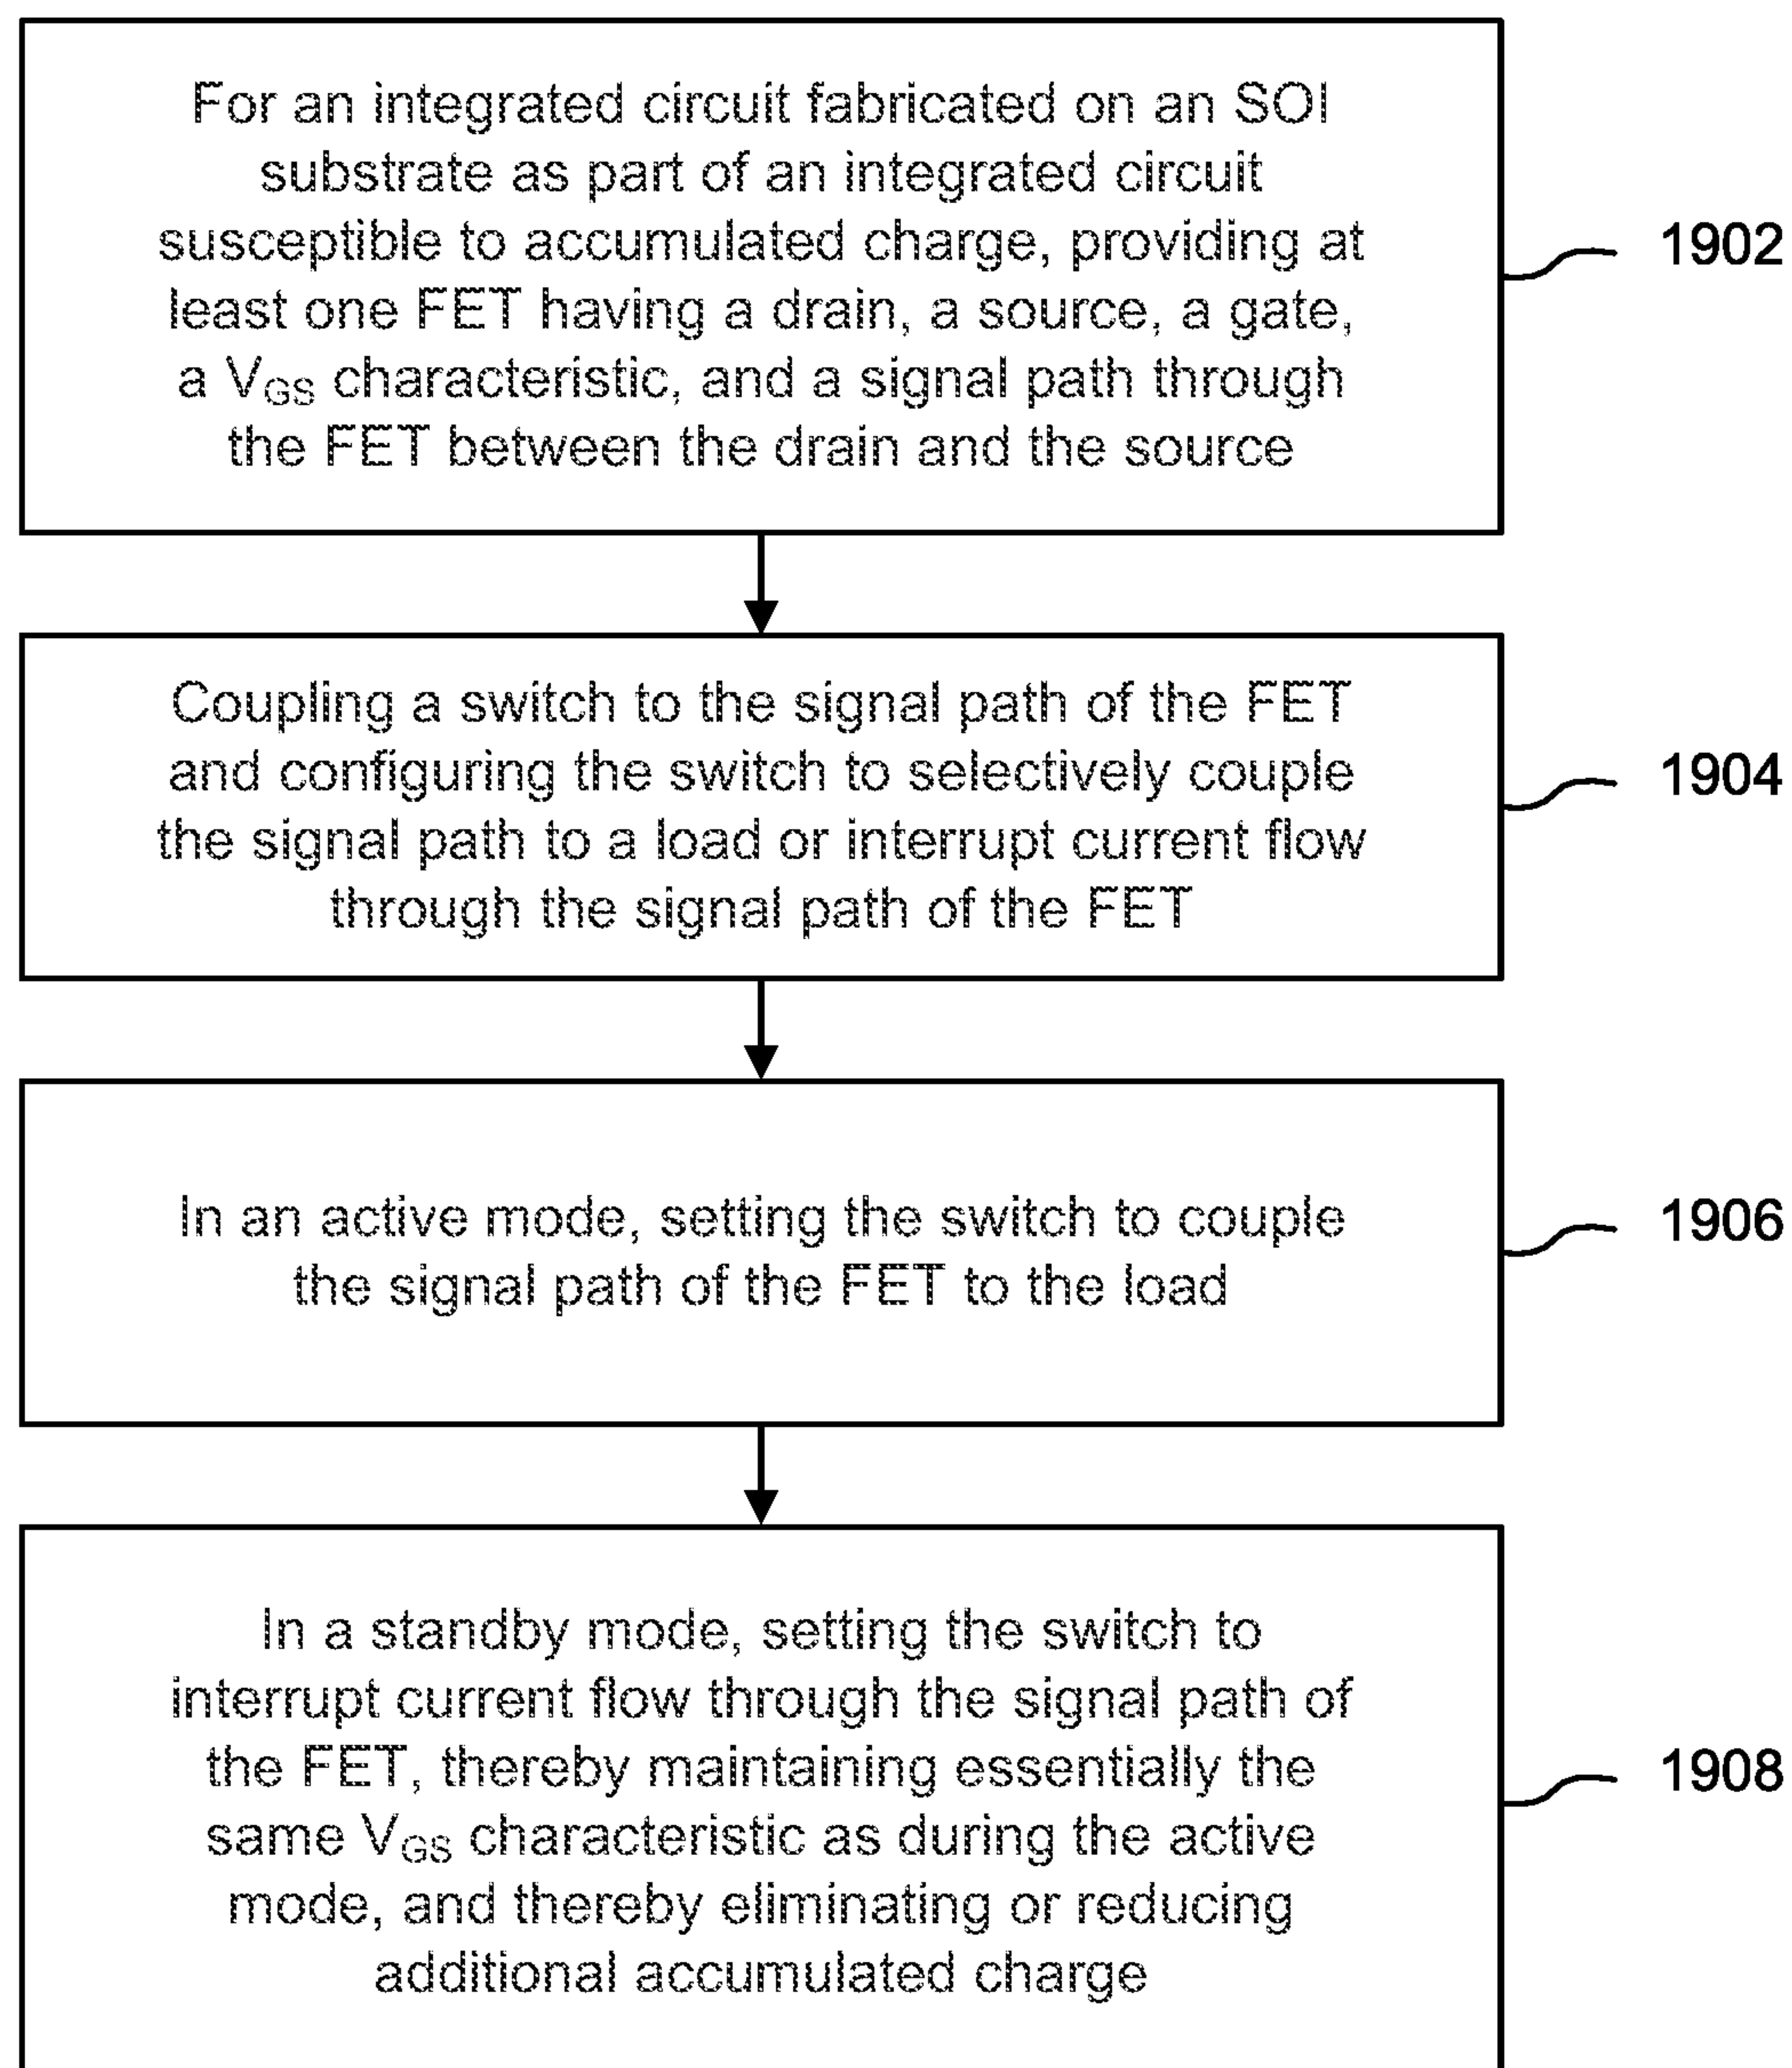 For an integrated circuit fabricated on an SOI
substrate as part of an integrated circuit
susceptible to accumulated charge, providing at
least one FET having a drain, a source, a gate,
a VGS characteristic, and a signal path through
the FET between the drain and the source
1902
Coupling a switch to the signal path of the FET
and configuring the switch to selectively couple
the signal path to a load or interrupt current flow
through the signal path of the FET
1904
In an active mode, setting the switch to couple
the signal path of the FET to the load
1906
In a standby mode, setting the switch to
interrupt current flow through the signal path of
the FET, thereby maintaining essentially the
same VGS characteristic as during the active
mode, and thereby eliminating or reducing
additional accumulated charge
1908